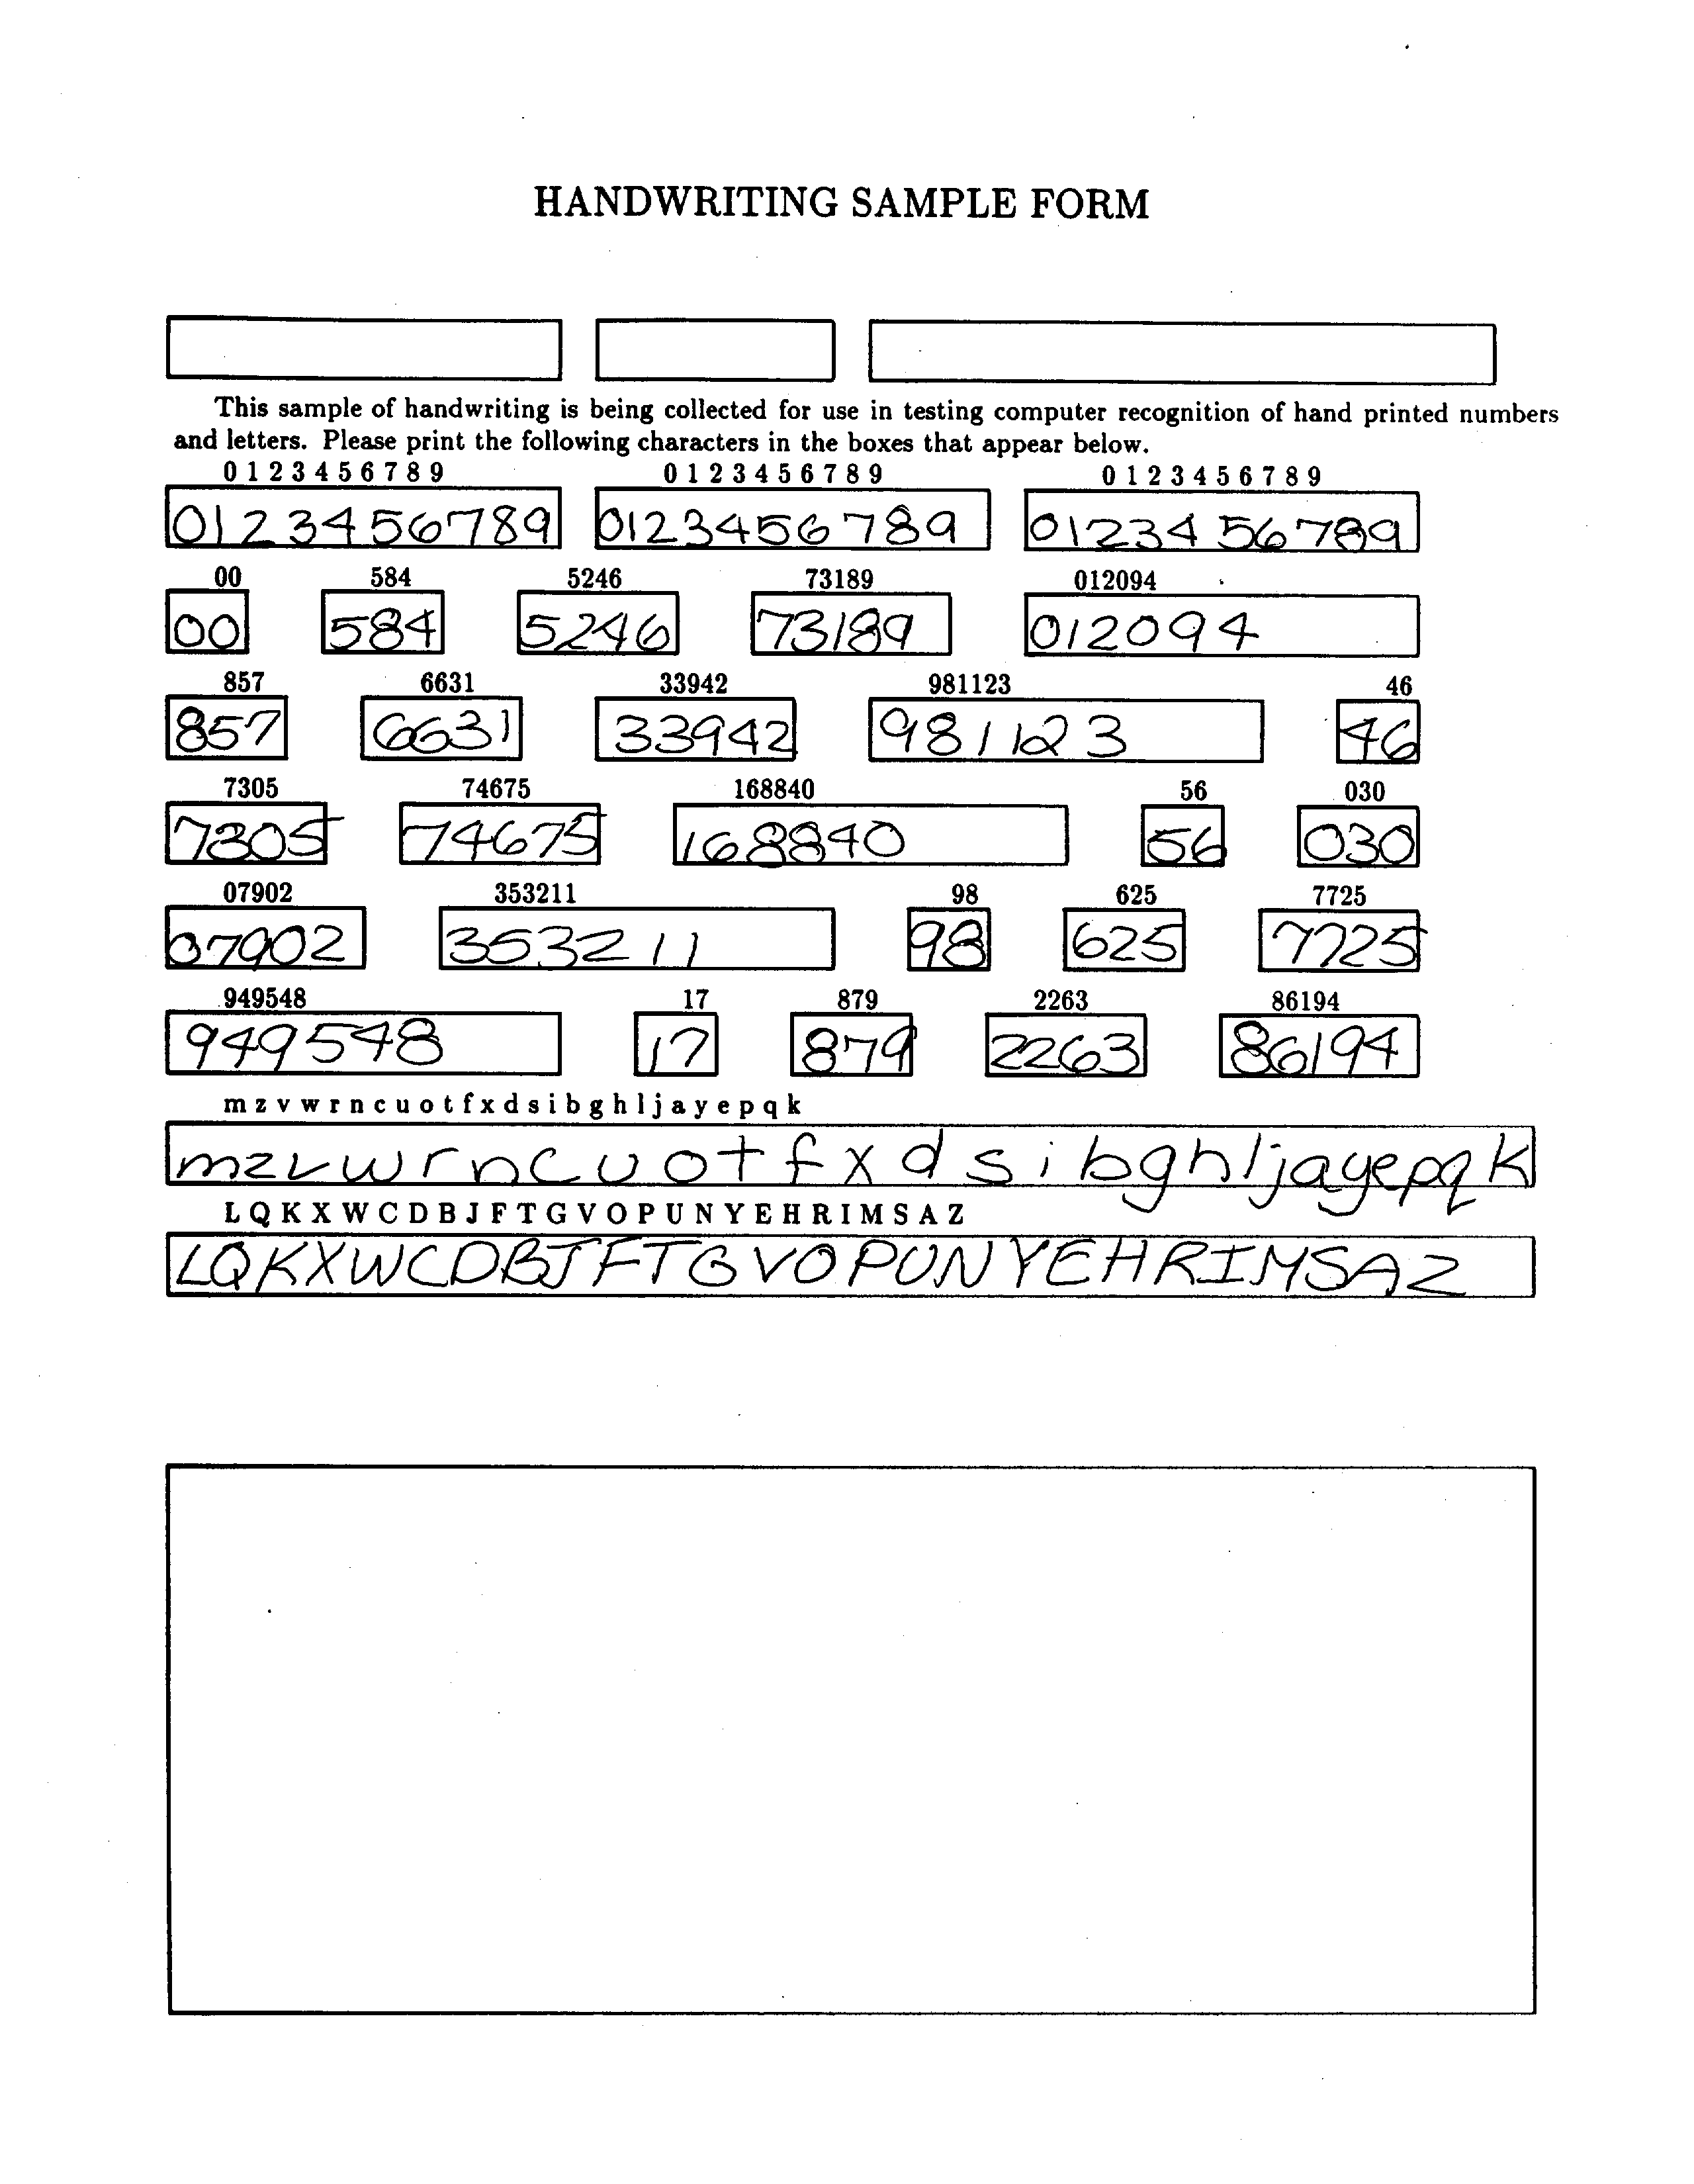 HANDWRITING SAMPLE FORM
This sample of handwriting is being collected for use in testing computer recognition of hand printed numbers
and letters. Please print the following characters in the boxes that appear below.
0 1 2 3 4 5 6 7 8 9 0 1 2 3 4 5 6 7 8 9 0 1 2 3 4 5 6 7 8 9
0123456789 0123456789 0123456789
00 584 5246 73189 012094
00 584 5246 73189 012094
857 6631 33942 981123 46
857 6631 33942 981123 46
7305 74675 168840 56 030
7305 74675 168840 56 030
07902 353211 98 625 7725
07902 353211 98 625 7725
949548 17 879 2263 86194
949548 17 879 2263 86194
m z v w r n c u o t f x d s i b g h l j a y e p q k
m z v w r n c u o t f x d s i b g h l j a y e p q k
L Q K X W C D B J F T G V O P U N Y E H R I M S A Z
L Q K X W C D B J F T G V O P U N Y E H R I M S A Z